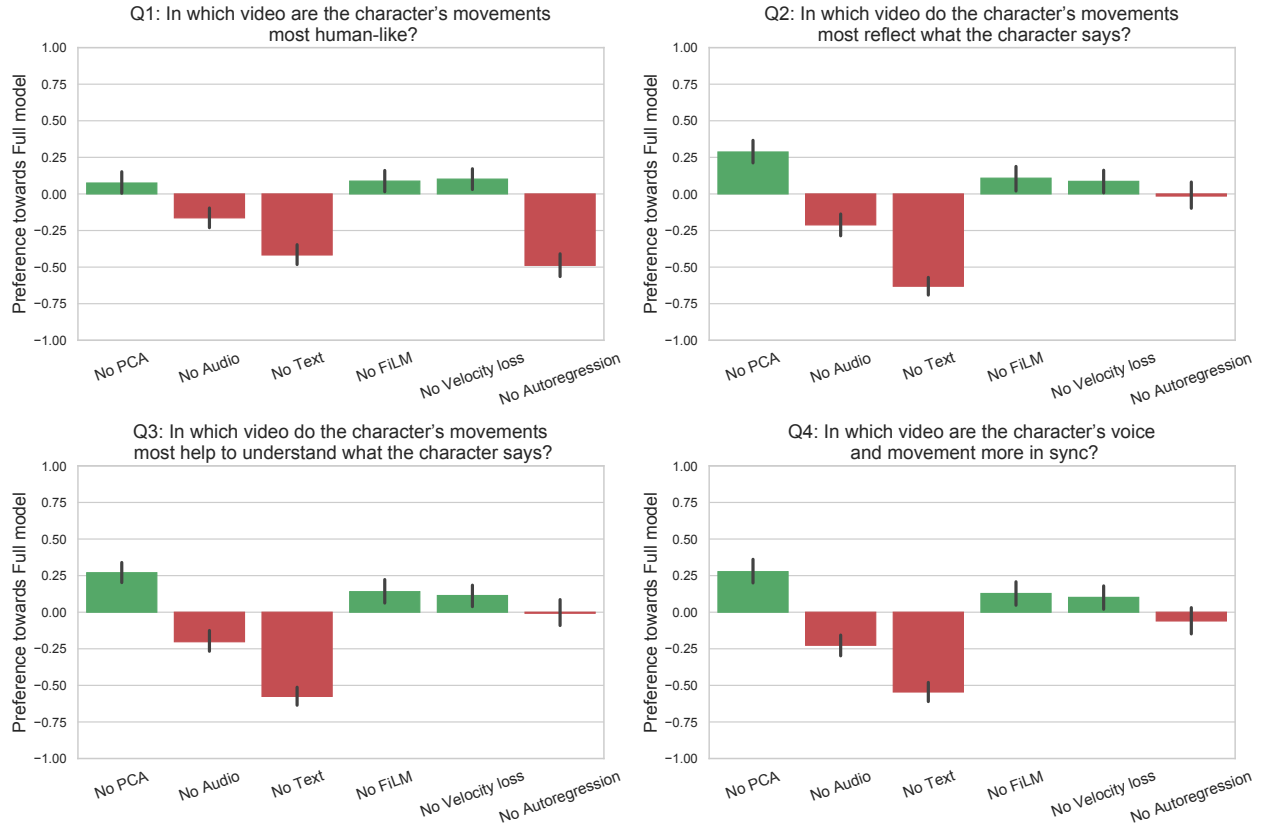 Q1: In which video are the character’s movements
most human-like?
Preference towards Full model
1.00
0.75
0.50
0.25
0.00
−0.25
−0.50
−0.75
−1.00
No PCA
No Audio
No Text
No FiLM
No Velocity loss
No Autoregression
Q2: In which video do the character’s movements
most reflect what the character says?
Preference towards Full model
1.00
0.75
0.50
0.25
0.00
−0.25
−0.50
−0.75
−1.00
No PCA
No Audio
No Text
No FiLM
No Velocity loss
No Autoregression
Q3: In which video do the character’s movements
most help to understand what the character says?
Preference towards Full model
1.00
0.75
0.50
0.25
0.00
−0.25
−0.50
−0.75
−1.00
No PCA
No Audio
No Text
No FiLM
No Velocity loss
No Autoregression
Q4: In which video are the character’s voice
and movement more in sync?
Preference towards Full model
1.00
0.75
0.50
0.25
0.00
−0.25
−0.50
−0.75
−1.00
No PCA
No Audio
No Text
No FiLM
No Velocity loss
No Autoregression